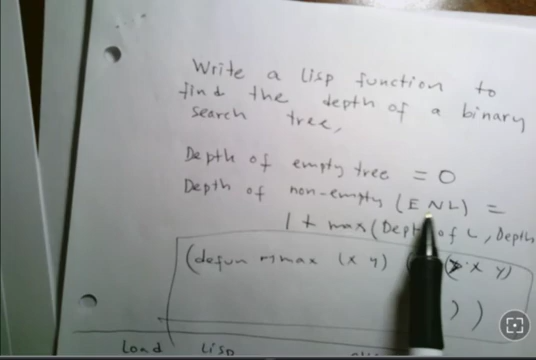 Write a Lisp function to
find the depth of a binary
search tree,
Depth of empty tree = 0
Depth of non-empty (E N L) =
1 + max(Depth of L, Depth
(defun mmax (x y) ( x y)
))
Load Lisp